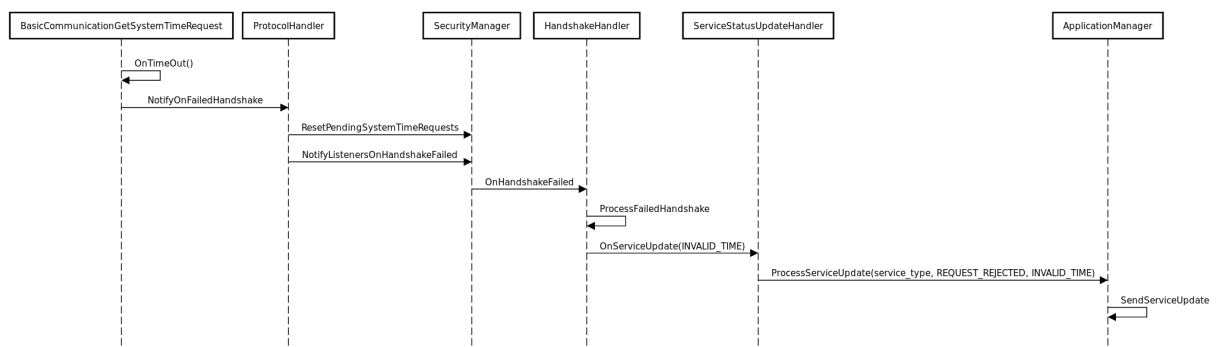 BasicCommunicationGetSystemTimeRequest
ProtocolHandler
SecurityManager
HandshakeHandler
ServiceStatusUpdateHandler
ApplicationManager
OnTimeOut()
NotifyOnFailedHandshake
ResetPendingSystemTimeRequests
NotifyListenersOnHandshakeFailed
OnHandshakeFailed
ProcessFailedHandshake
OnServiceUpdate(INVALID_TIME)
ProcessServiceUpdate(service_type, REQUEST_REJECTED, INVALID_TIME)
SendServiceUpdate